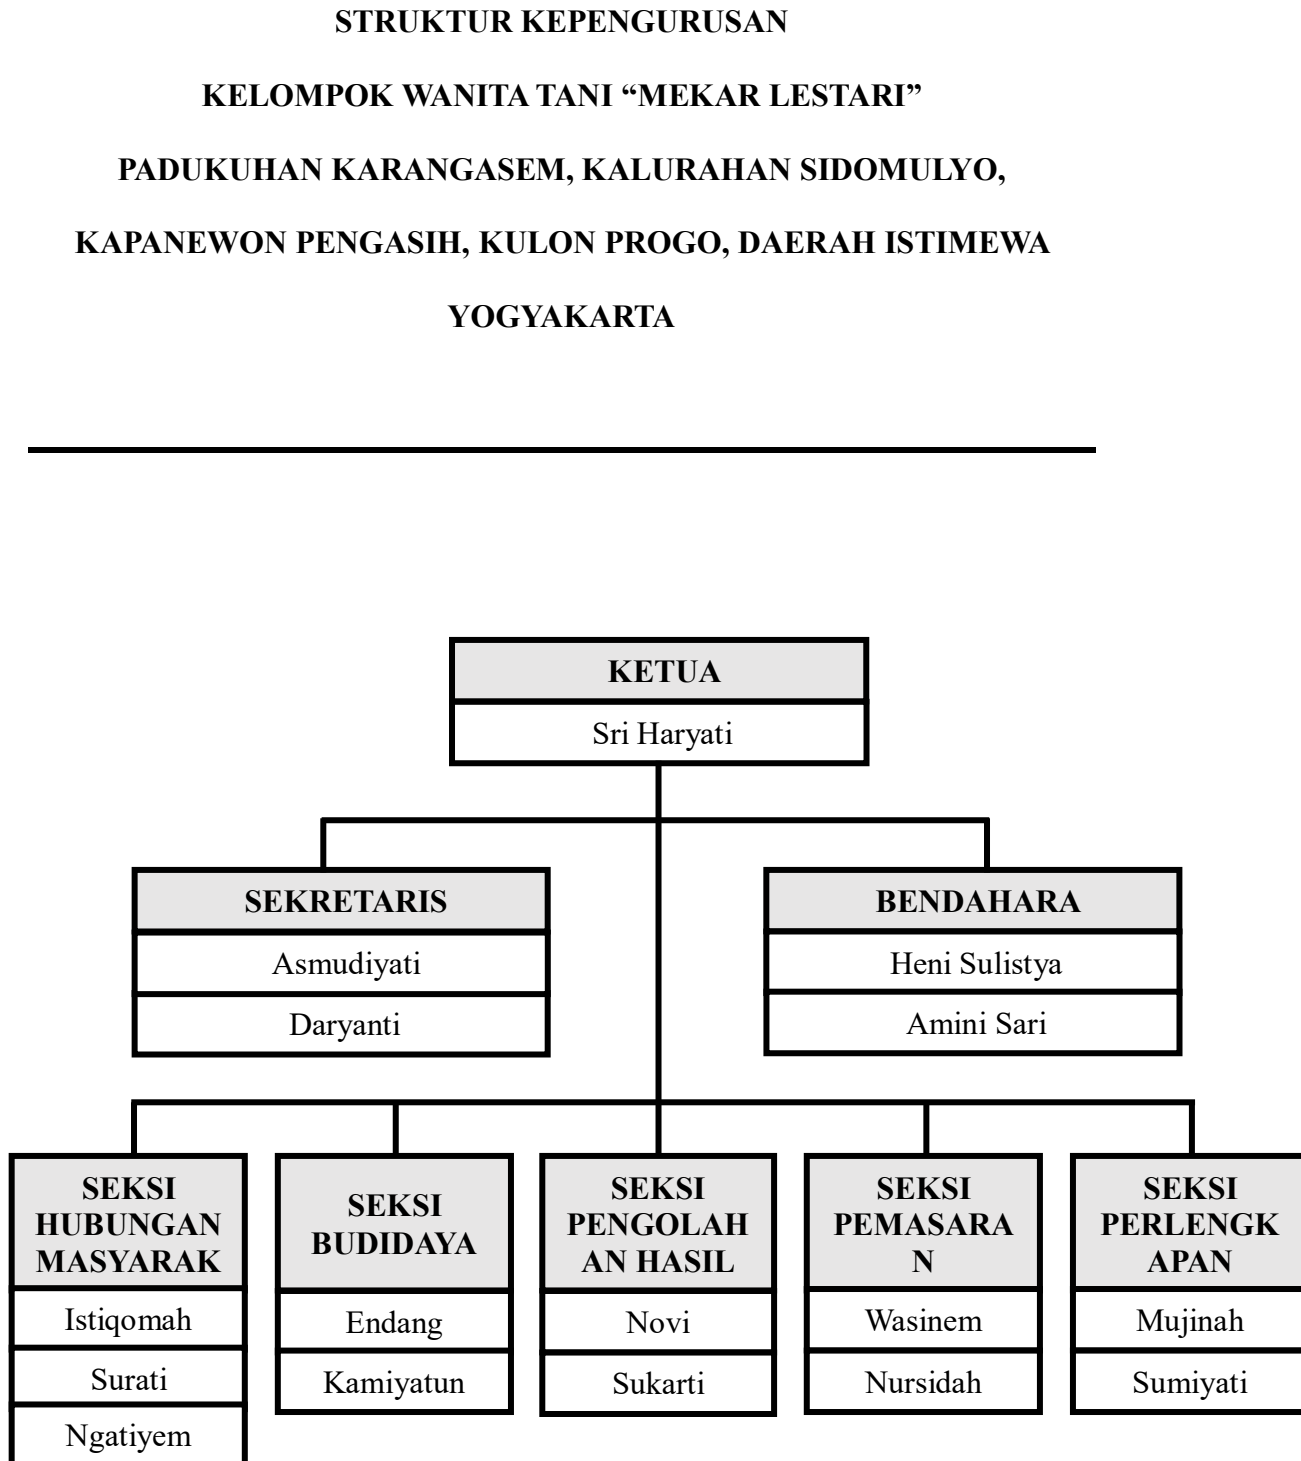 STRUKTUR KEPENGURUSAN
KELOMPOK WANITA TANI “MEKAR LESTARI”
PADUKUHAN KARANGASEM, KALURAHAN SIDOMULYO,
KAPANEWON PENGASIH, KULON PROGO, DAERAH ISTIMEWA
YOGYAKARTA
KETUA
Sri Haryati
SEKRETARIS
Asmudiyati
Daryanti
BENDAHARA
Heni Sulistya
Amini Sari
SEKSI
HUBUNGAN
MASYARAK
Istiqomah
Surati
Ngatiyem
SEKSI
BUDIDAYA
Endang
Kamiyatun
SEKSI
PENGOLAH
AN HASIL
Novi
Sukarti
SEKSI
PEMASARA
N
Wasinem
Nursidah
SEKSI
PERLENGK
APAN
Mujinah
Sumiyati